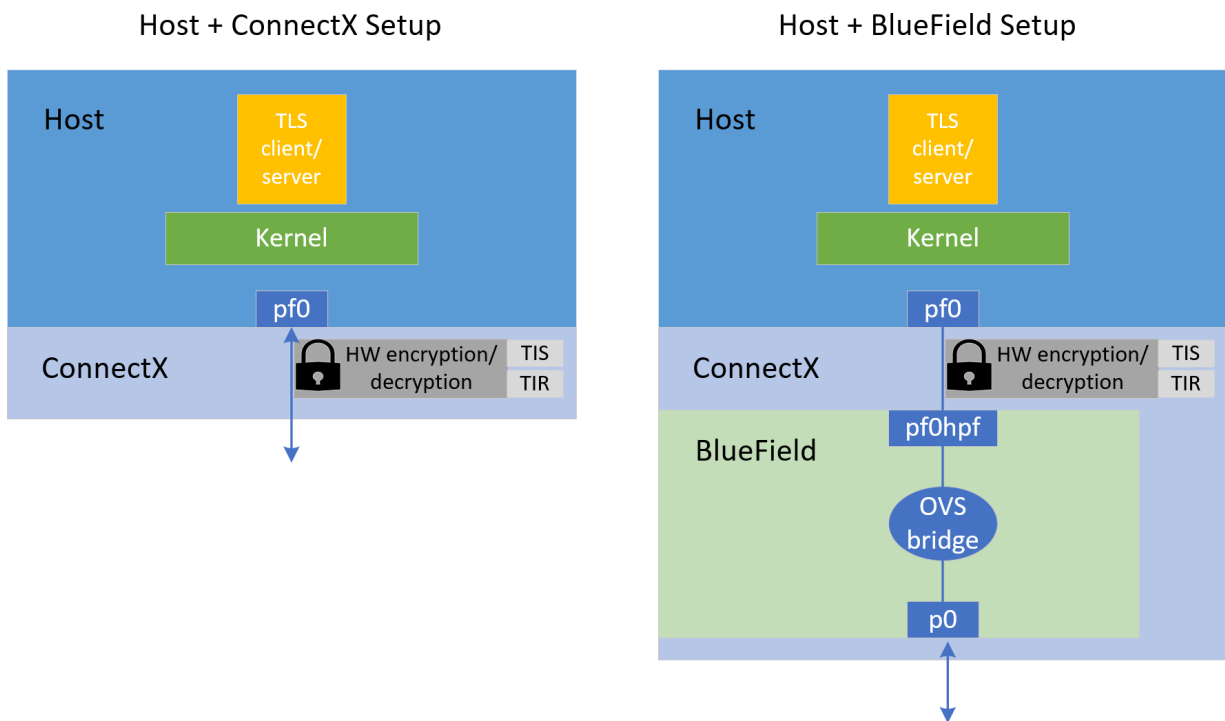 Host + ConnectX Setup
Host
TLS
client/
server
Kernel
pf0
ConnectX
HW encryption/
decryption
TIS
TIR
Host + BlueField Setup
Host
TLS
client/
server
Kernel
pf0
ConnectX
HW encryption/
decryption
TIS
TIR
pf0hpf
BlueField
OVS
bridge
p0